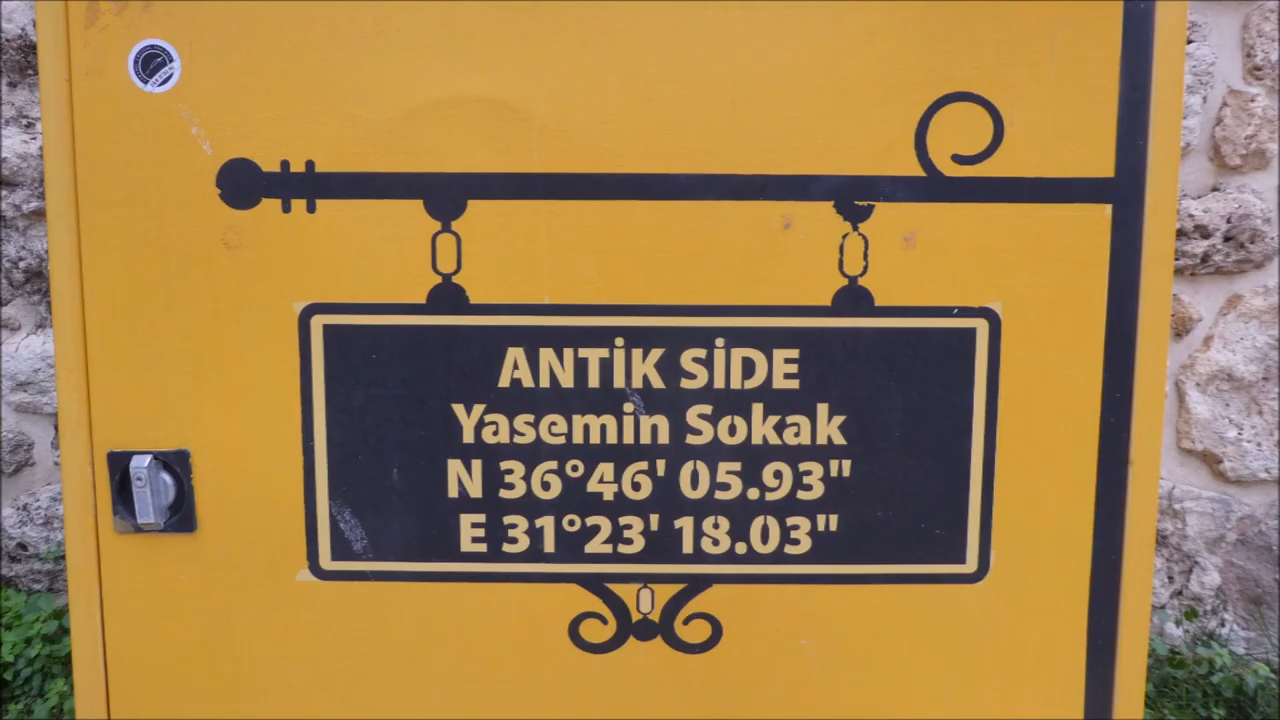 ANTİK SİDE
Yasemin Sokak
N 36°46' 05.93"
E 31°23' 18.03"